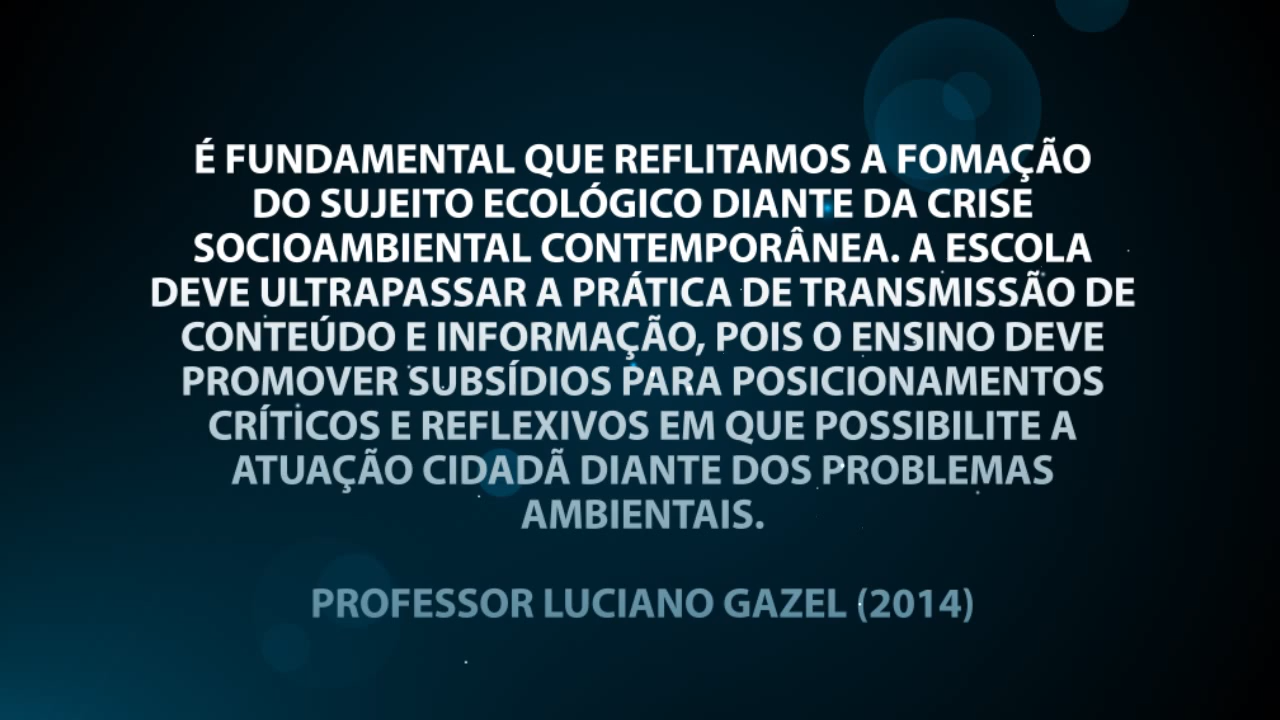 É FUNDAMENTAL QUE REFLITAMOS A FOMAÇÃO
DO SUJEITO ECOLÓGICO DIANTE DA CRISE
SOCIOAMBIENTAL CONTEMPORÂNEA. A ESCOLA
DEVE ULTRAPASSAR A PRÁTICA DE TRANSMISSÃO DE
CONTEÚDO E INFORMAÇÃO, POIS O ENSINO DEVE
PROMOVER SUBSÍDIOS PARA POSICIONAMENTOS
CRÍTICOS E REFLEXIVOS EM QUE POSSIBILITE A
ATUAÇÃO CIDADÃ DIANTE DOS PROBLEMAS
AMBIENTAIS.
PROFESSOR LUCIANO GAZEL (2014)